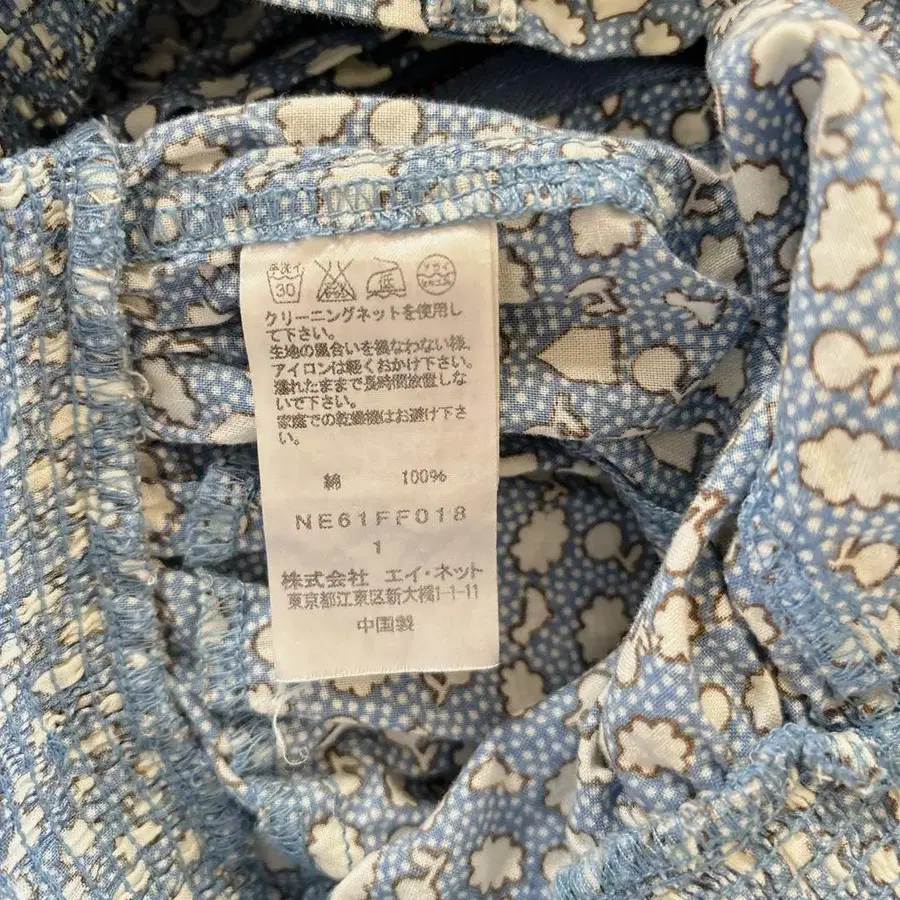 手洗イ 30 低
クリーニングネットを使用し
て下さい。
生地の風合いを損なわない様、
アイロンは軽くおかけ下さい。
濡れたままで長時間放置しな
いで下さい。
家庭での乾燥機はお避け下さ
い。
綿 100%
NE61FF018
1
株式会社 エイ・ネット
東京都江東区新大橋1-1-11
中国製